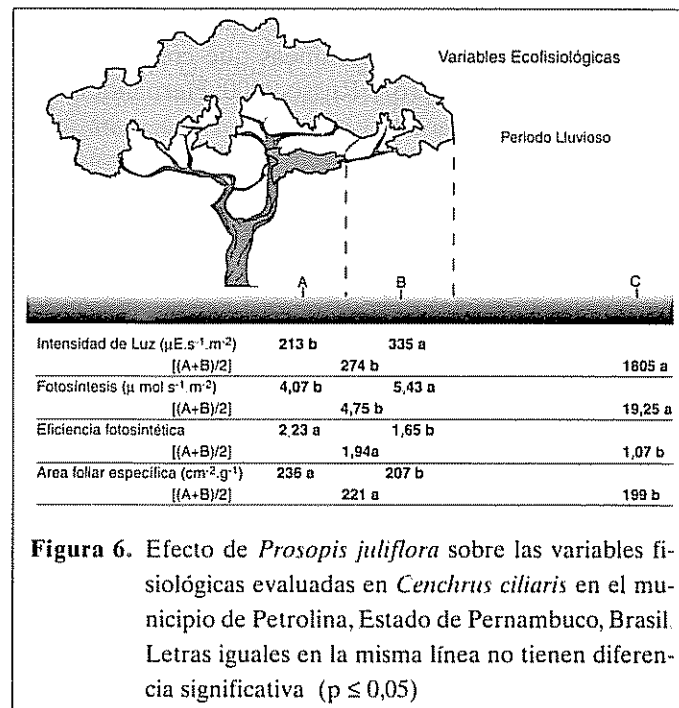 Variables Ecofisiológicas
Periodo Lluvioso
A B C
Intensidad de Luz (µE.s⁻¹.m⁻²) 213 b 335 a
[(A+B)/2] 274 b 1805 a
Fotosíntesis (µ mol s⁻¹.m⁻²) 4,07 b 5,43 a
[(A+B)/2] 4,75 b 19,25 a
Eficiencia fotosintética 2,23 a 1,65 b
[(A+B)/2] 1,94a 1,07 b
Area foliar específica (cm⁻².g⁻¹) 236 a 207 b
[(A+B)/2] 221 a 199 b
Figura 6. Efecto de Prosopis juliflora sobre las variables fi-
siológicas evaluadas en Cenchrus ciliaris en el mu-
nicipio de Petrolina, Estado de Pernambuco, Brasil.
Letras iguales en la misma línea no tienen diferen-
cia significativa (p ≤ 0,05)